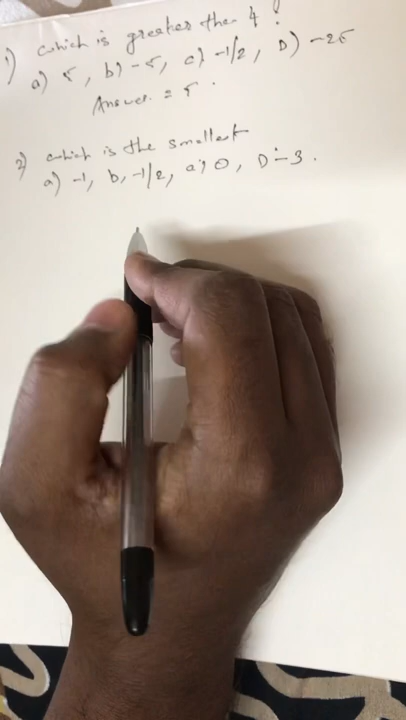 1) which is greater than 4?
a) 5, b) -5, c) -1/2, D) -25
Answer = 5.
2) which is the smallest
a) -1, b, -1/2, a) 0, D -3.